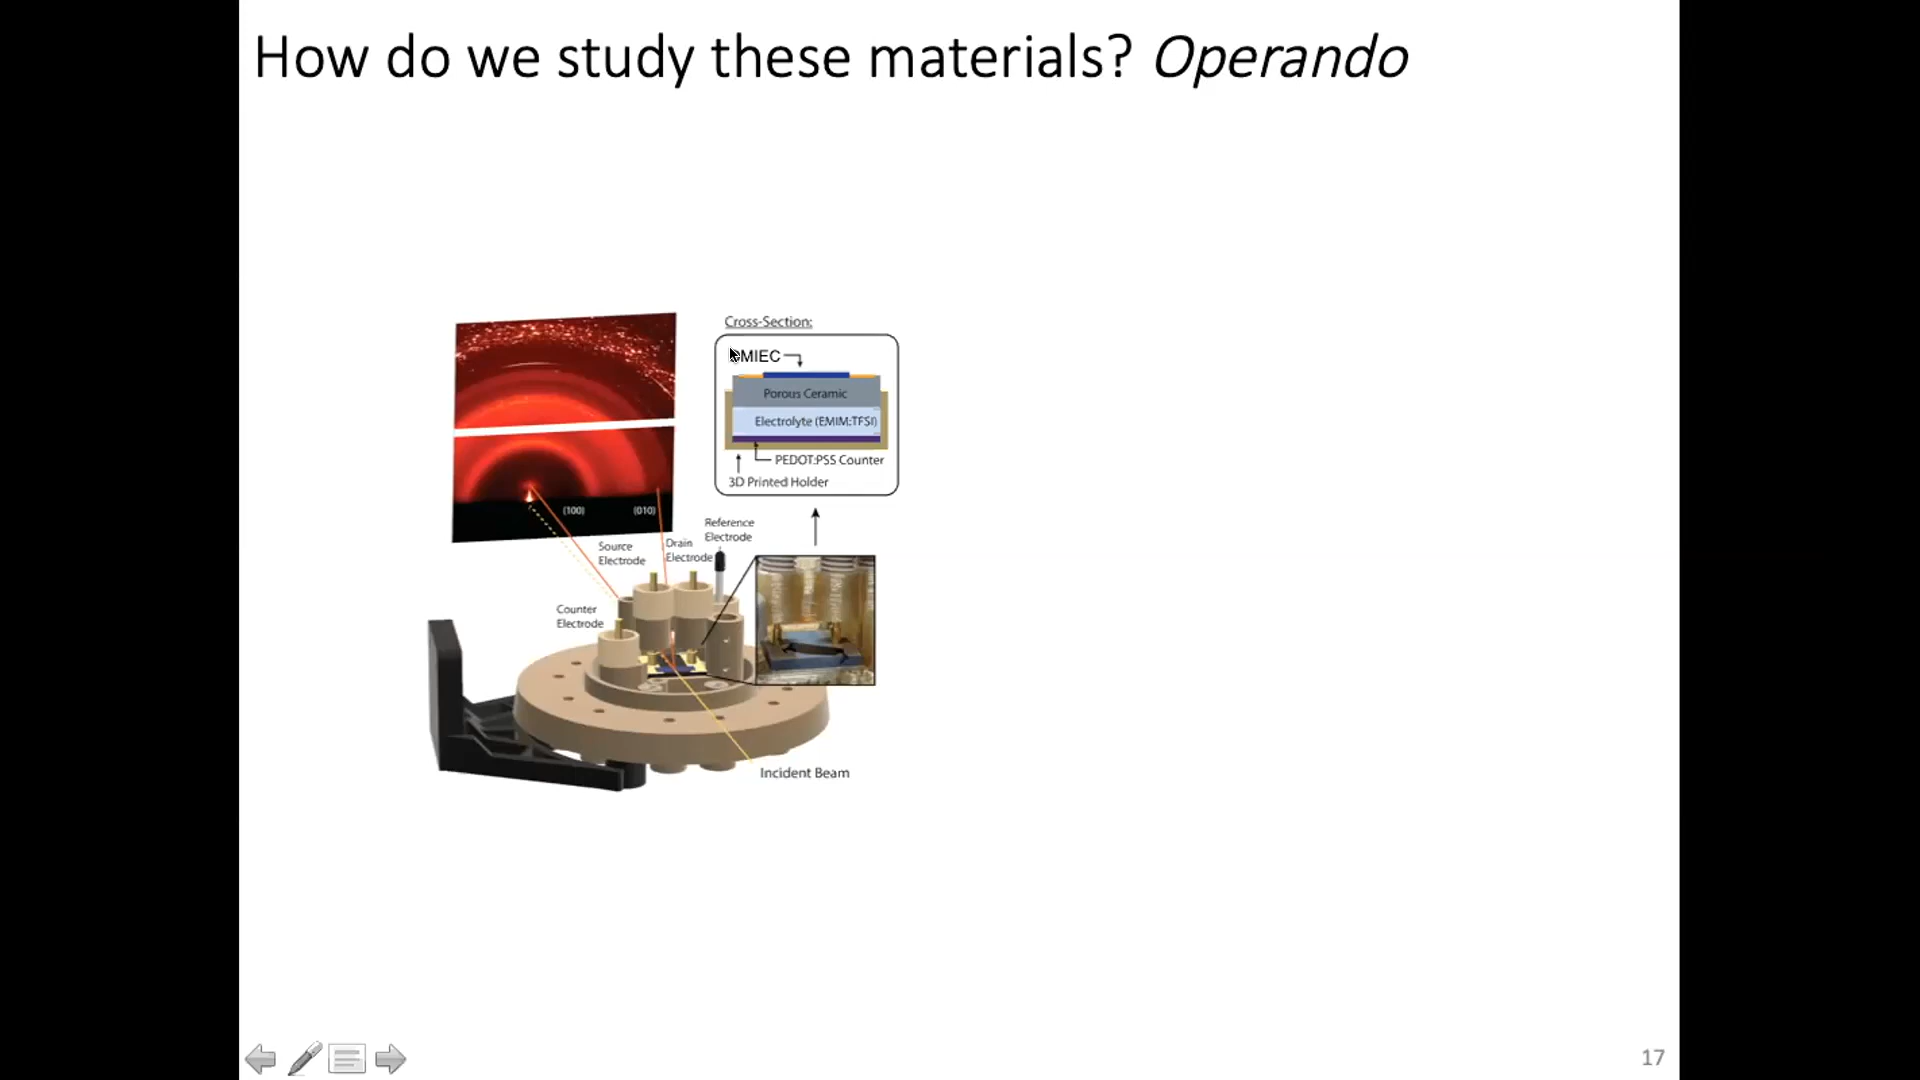 How do we study these materials? Operando
Cross-Section:
MIEC
Porous Ceramic
Electrolyte (EMIM:TFSI)
PEDOT:PSS Counter
3D Printed Holder
(100)
(010)
Source
Electrode
Drain
Electrode
Reference
Electrode
Counter
Electrode
Incident Beam
17